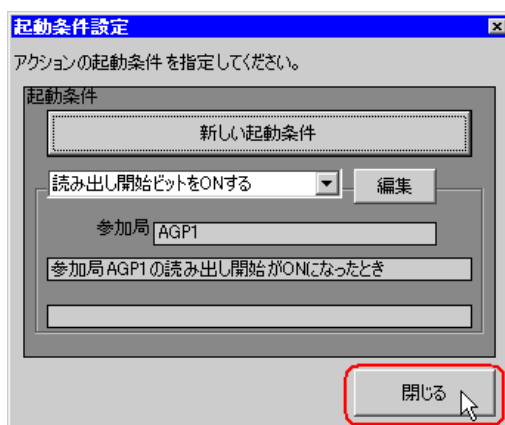 起動条件設定
アクションの起動条件 を指定してください。
起動条件
新しい起動条件
読み出し開始ビットをONする
編集
参加局 AGP1
参加局 AGP1 の読み出し開始 がONになったとき
閉じる